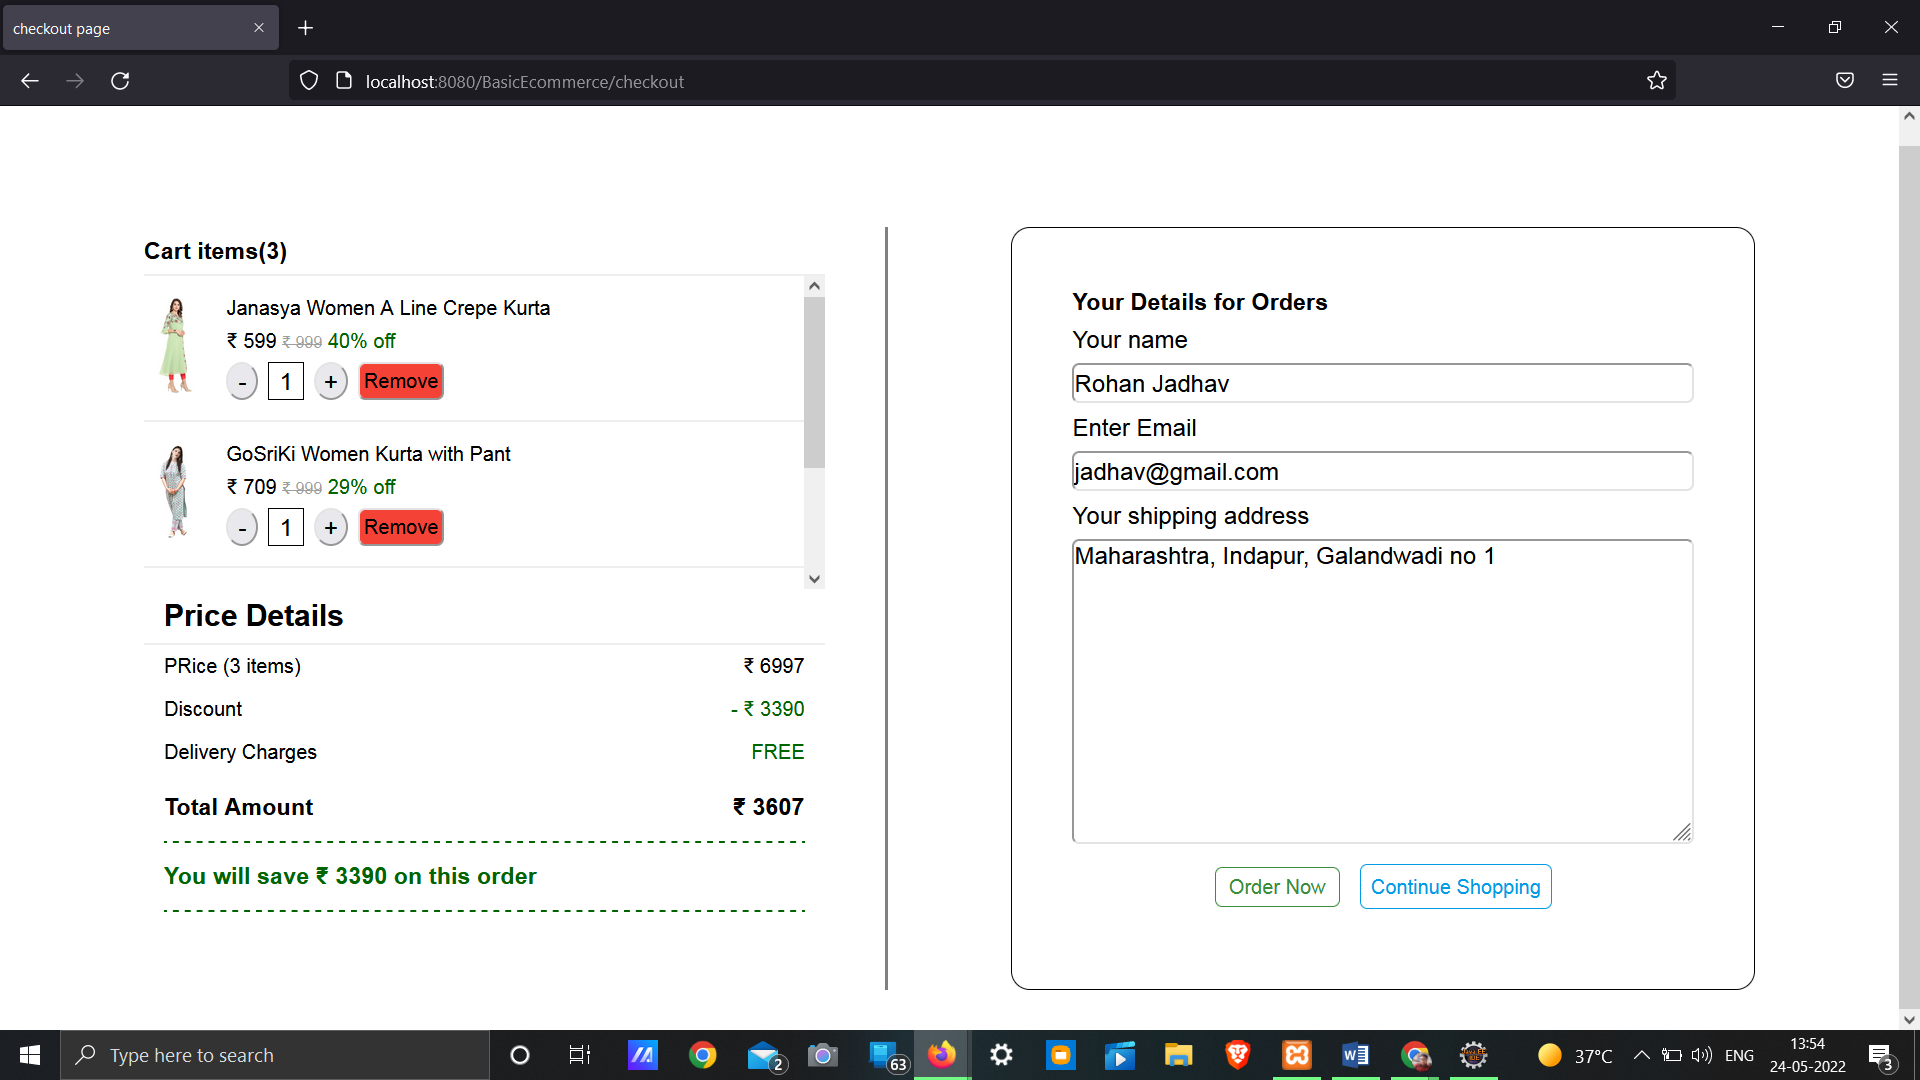 checkout page
localhost:8080/BasicEcommerce/checkout
Cart items(3)
Janasya Women A Line Crepe Kurta
₹ 599 ₹ 999 40% off
- 1 + Remove
GoSriKi Women Kurta with Pant
₹ 709 ₹ 999 29% off
- 1 + Remove
Price Details
PRice (3 items) ₹ 6997
Discount - ₹ 3390
Delivery Charges FREE
Total Amount ₹ 3607
You will save ₹ 3390 on this order
Your Details for Orders
Your name
Rohan Jadhav
Enter Email
jadhav@gmail.com
Your shipping address
Maharashtra, Indapur, Galandwadi no 1
Order Now Continue Shopping
Type here to search
2
63
W
37°C
ENG
13:54
24-05-2022
3